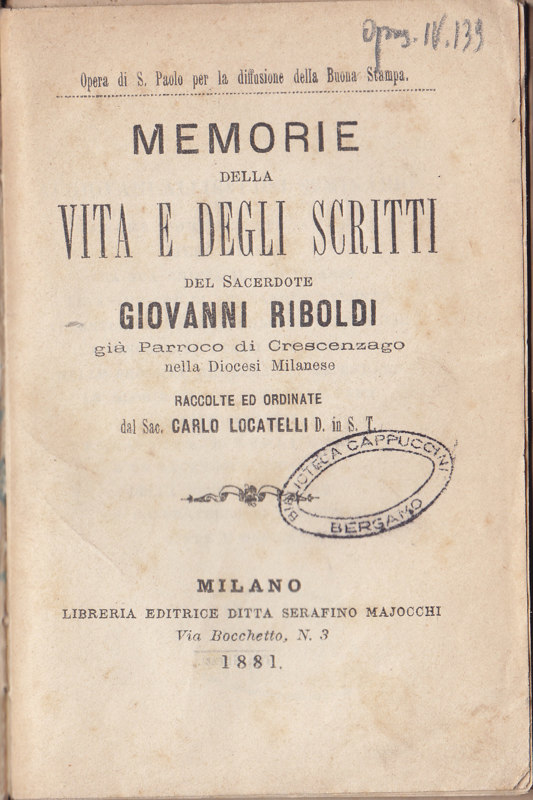 Opus. IV. 139
Opera di S. Paolo per la diffusione della Buona Stampa.
MEMORIE
DELLA
VITA E DEGLI SCRITTI
DEL SACERDOTE
GIOVANNI RIBOLDI
già Parroco di Crescenzago
nella Diocesi Milanese
RACCOLTE ED ORDINATE
dal Sac. CARLO LOCATELLI D. in S. T.
BIBLIOTECA CAPPUCCINI
BERGAMO
MILANO
LIBRERIA EDITRICE DITTA SERAFINO MAJOCCHI
Via Bocchetto, N. 3
1881.